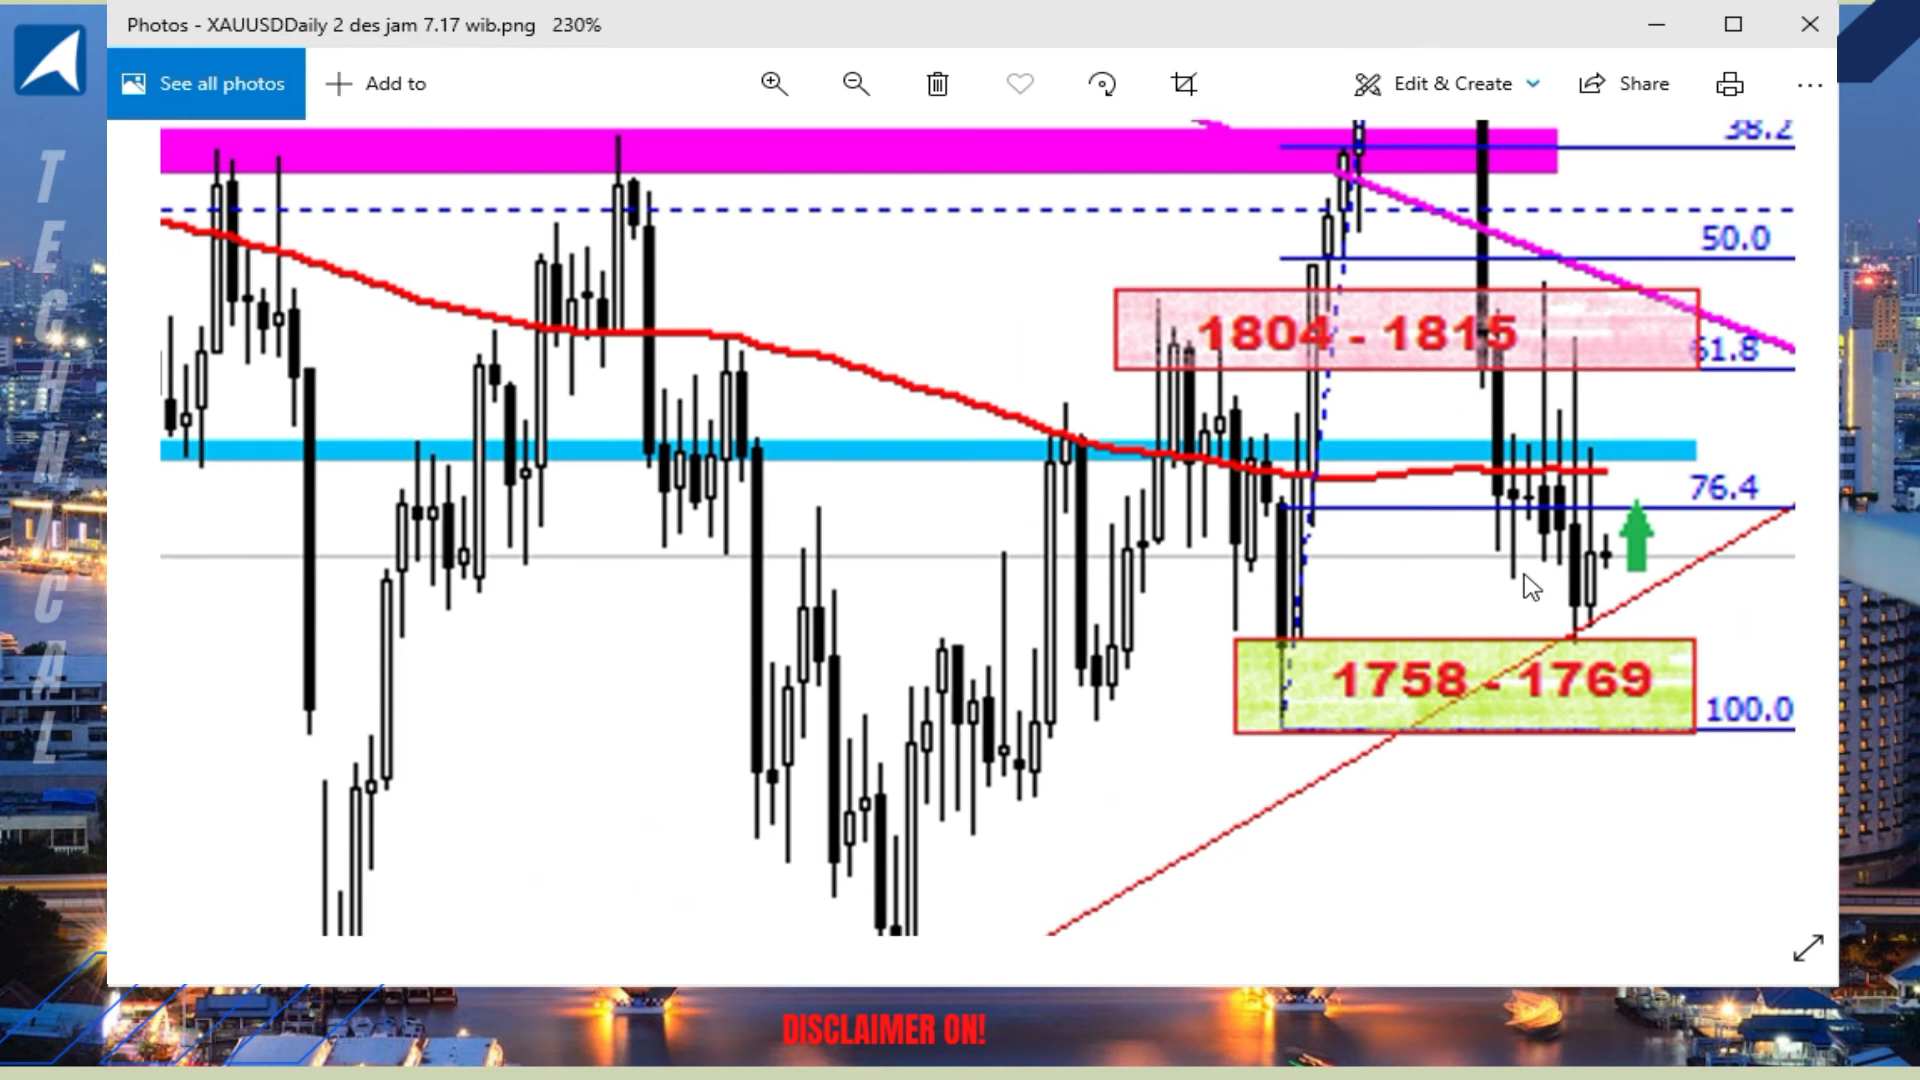 Photos - XAUUSDDaily 2 des jam 7.17 wib.png 230%
See all photos
Add to
Edit & Create
Share
38.2
50.0
1804 - 1815
61.8
76.4
1758 - 1769
100.0
TECHNICAL
DISCLAIMER ON!